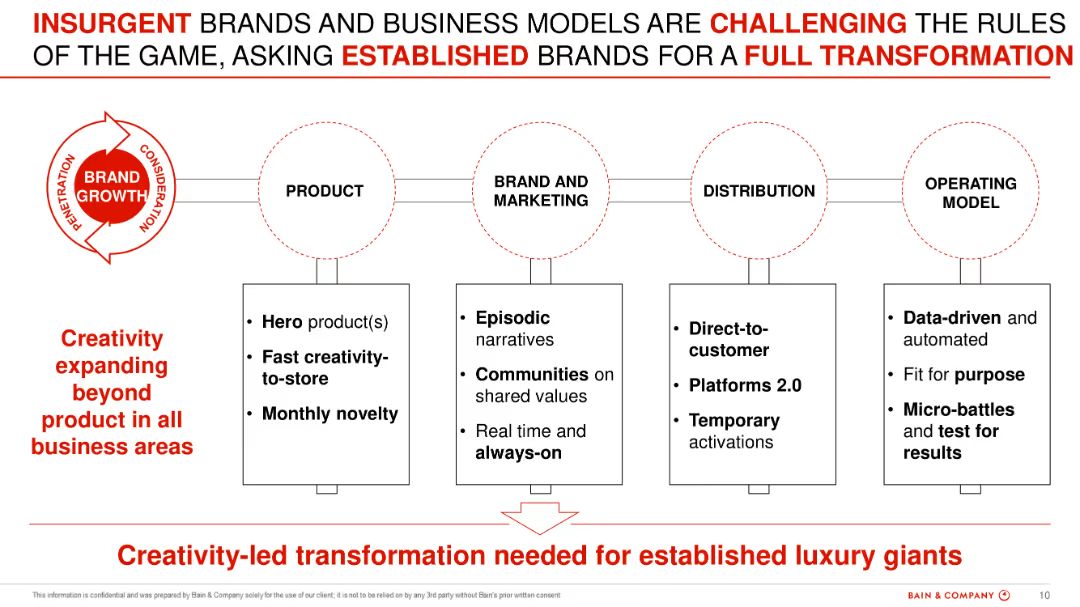 INSURGENT BRANDS AND BUSINESS MODELS ARE CHALLENGING THE RULES
OF THE GAME, ASKING ESTABLISHED BRANDS FOR A FULL TRANSFORMATION
PENETRATION
CONSIDERATION
BRAND
GROWTH
PRODUCT
BRAND AND
MARKETING
DISTRIBUTION
OPERATING
MODEL
Creativity
expanding
beyond
product in all
business areas
• Hero product(s)
• Fast creativity-
to-store
• Monthly novelty
• Episodic
narratives
• Communities on
shared values
• Real time and
always-on
• Direct-to-
customer
• Platforms 2.0
• Temporary
activations
• Data-driven and
automated
• Fit for purpose
• Micro-battles
and test for
results
Creativity-led transformation needed for established luxury giants
This information is confidential and was prepared by Bain & Company solely for the use of our client; it is not to be relied on by any 3rd party without Bain's prior written consent
BAIN & COMPANY
10